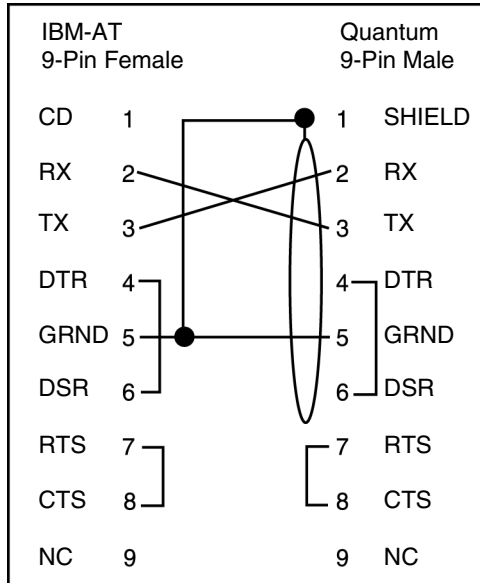 IBM-AT Quantum
9-Pin Female 9-Pin Male
CD 1 1 SHIELD
RX 2 2 RX
TX 3 3 TX
DTR 4 4 DTR
GRND 5 5 GRND
DSR 6 6 DSR
RTS 7 7 RTS
CTS 8 8 CTS
NC 9 9 NC